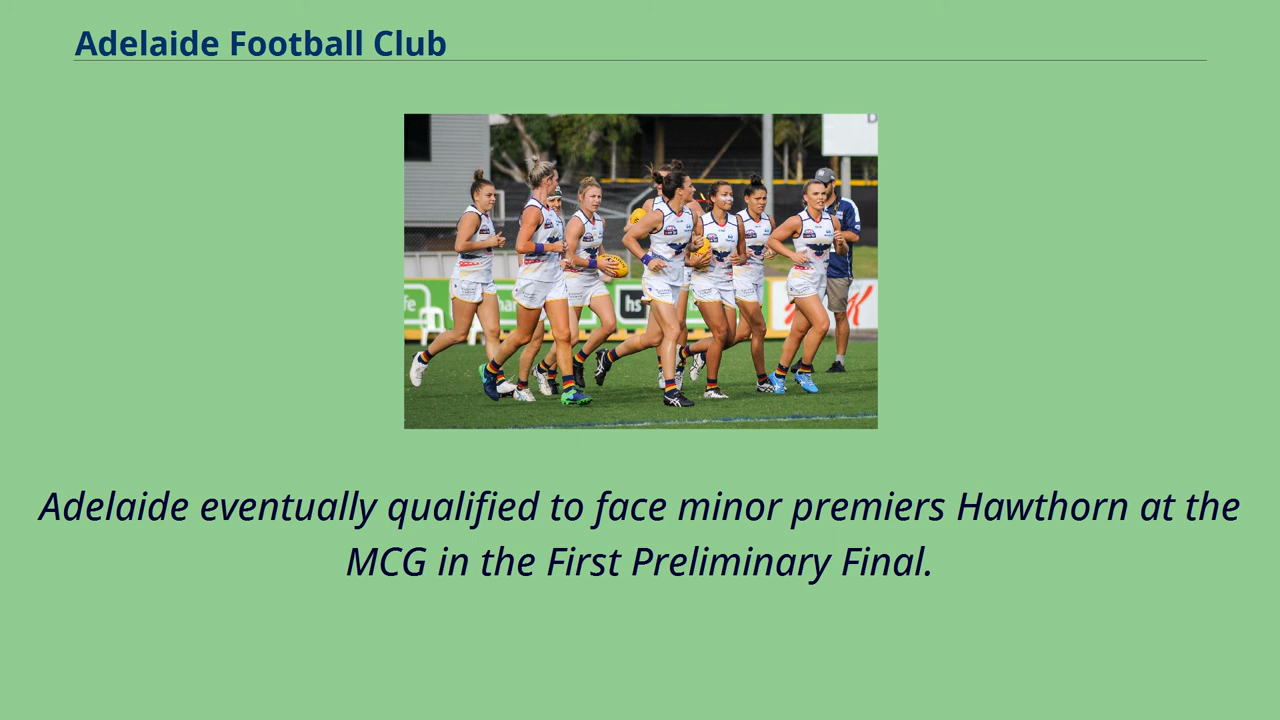 Adelaide Football Club
hs
Adelaide eventually qualified to face minor premiers Hawthorn at the
MCG in the First Preliminary Final.